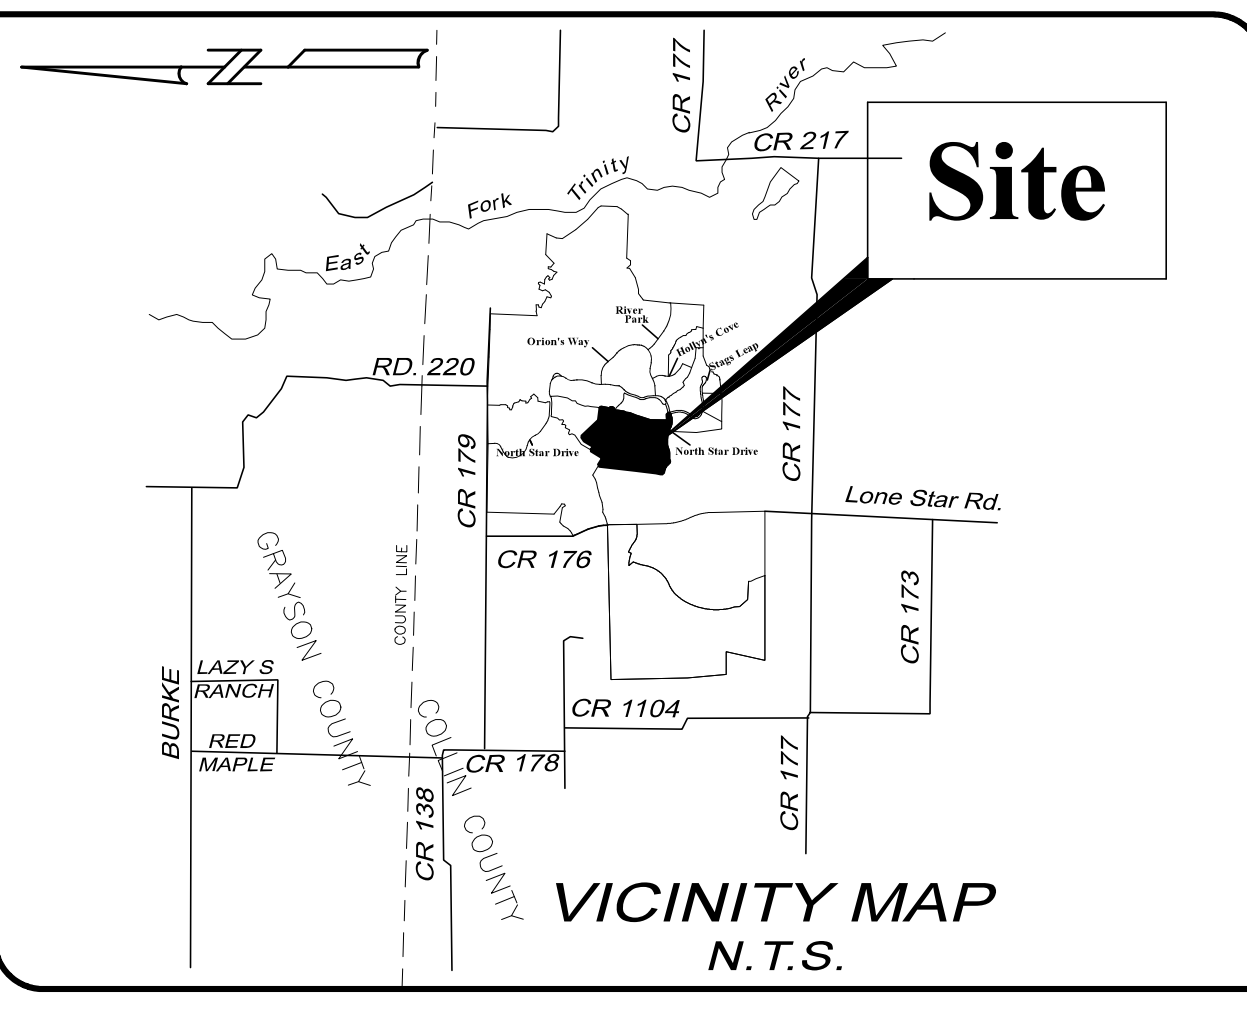 CR 177
River
CR 217
Site
Trinity
Fork
East
River
Park
Hollyn's Cove
Orion's Way
Stags Leap
RD. 220
CR 177
CR 179
North Star Drive
North Star Drive
Lone Star Rd.
CR 176
GRAYSON COUNTY
COUNTY LINE
CR 173
LAZY S
RANCH
BURKE
COLLIN COUNTY
CR 1104
RED
MAPLE
CR 178
CR 177
CR 138
VICINITY MAP
N.T.S.